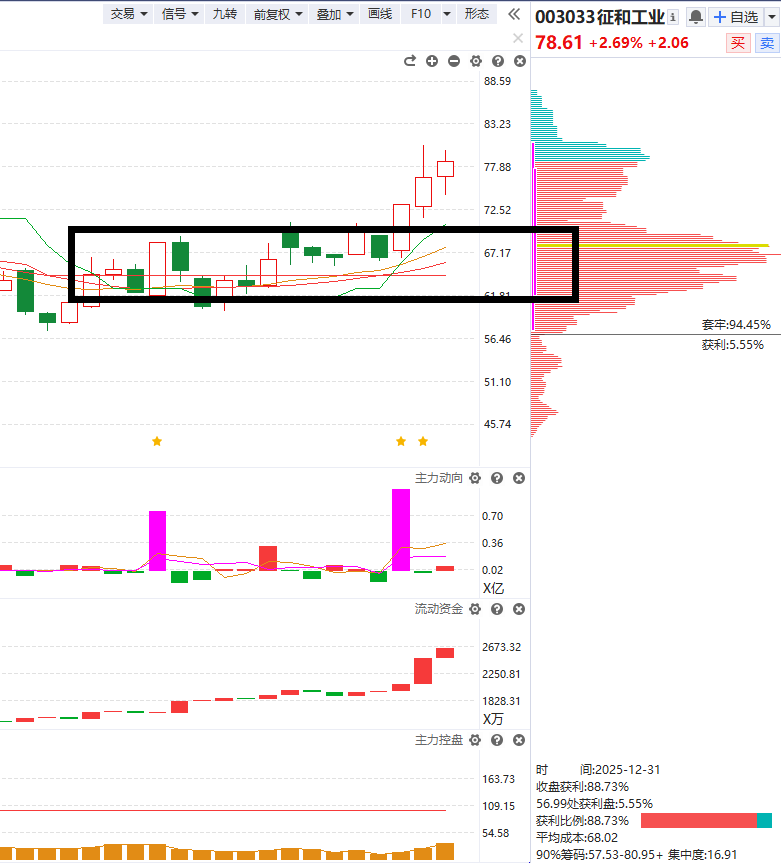 交易 信号 九转 前复权 叠加 画线 F10 形态
003033 征和工业 自选
78.61 +2.69% +2.06 买 卖
88.59
83.23
77.88
72.52
67.17
61.81
56.46
51.10
45.74
套牢:94.45%
获利:5.55%
主力动向
0.70
0.36
0.02
X亿
流动资金
2673.32
2250.81
1828.31
X万
主力控盘
163.73
109.15
54.58
时 间:2025-12-31
收盘获利:88.73%
56.99处获利盘:5.55%
获利比例:88.73%
平均成本:68.02
90%筹码:57.53-80.95+ 集中度:16.91